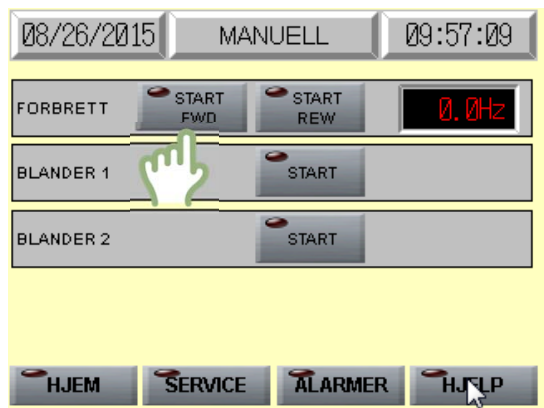 08/26/2015 MANUELL 09:57:09
FORBRETT START FWD START REW 0.0Hz
BLANDER 1 START
BLANDER 2 START
HJEM SERVICE ALARMER HJELP